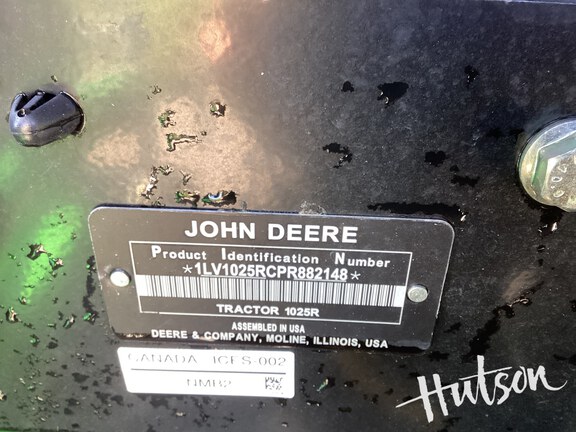 JOHN DEERE
Product Identification Number
*1LV1025RCPR882148*
TRACTOR 1025R
ASSEMBLED IN USA
DEERE & COMPANY, MOLINE, ILLINOIS, USA
CANADA ICES-002
NMB2
Hutson